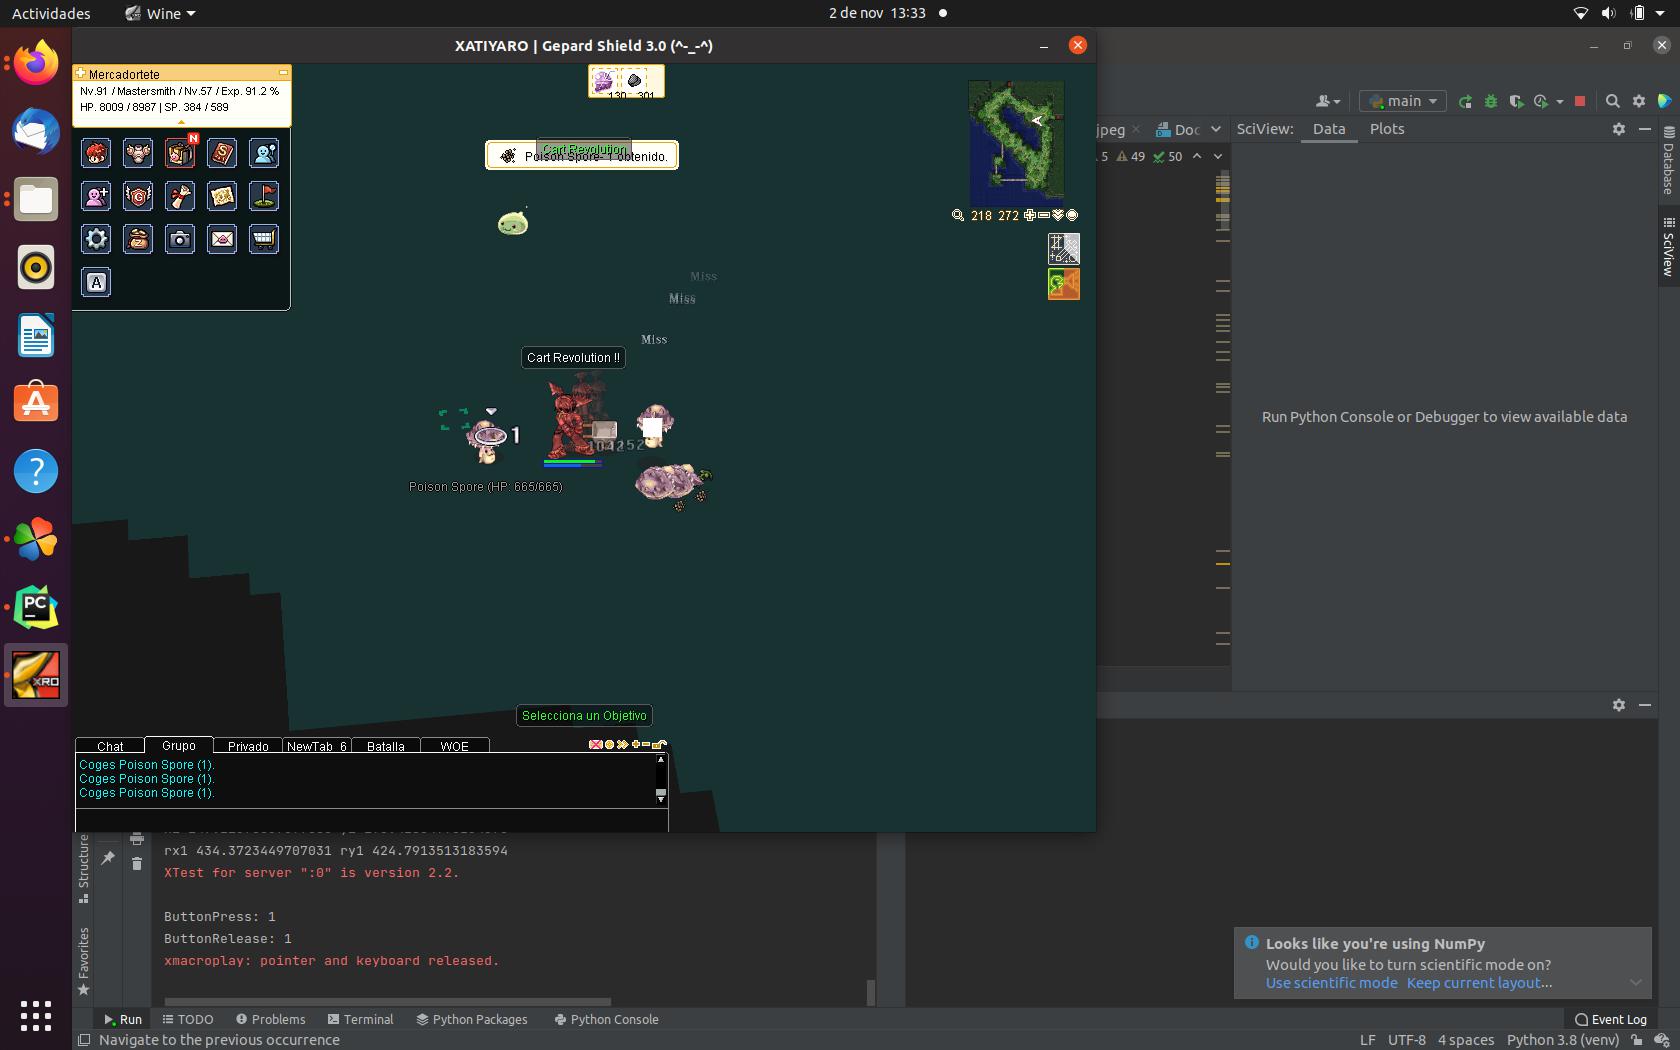 Actividades
Wine
2 de nov 13:33
XATIYARO | Gepard Shield 3.0 (^-_-^)
Mercadortete
Nv.91 / Mastersmith / Nv.57 / Exp. 91.2 %
HP. 8009 / 8987 | SP. 384 / 589
N
A
130 301
Cart Revolution
Poison Spore- 1 obtenido.
218 272
Miss
Miss
Miss
Cart Revolution !!
1
Poison Spore (HP: 665/665)
Selecciona un Objetivo
Chat
Grupo
Privado
NewTab_6
Batalla
WOE
Coges Poison Spore (1).
Coges Poison Spore (1).
Coges Poison Spore (1).
main
jpeg
Doc
SciView:
Data
Plots
5
49
50
Database
SciView
Run Python Console or Debugger to view available data
PC
XRO
rx1 434.3723449707031 ry1 424.7913513183594
XTest for server ":0" is version 2.2.
ButtonPress: 1
ButtonRelease: 1
xmacroplay: pointer and keyboard released.
Structure
Favorites
Looks like you're using NumPy
Would you like to turn scientific mode on?
Use scientific mode Keep current layout...
Run
TODO
Problems
Terminal
Python Packages
Python Console
Event Log
Navigate to the previous occurrence
LF
UTF-8
4 spaces
Python 3.8 (venv)